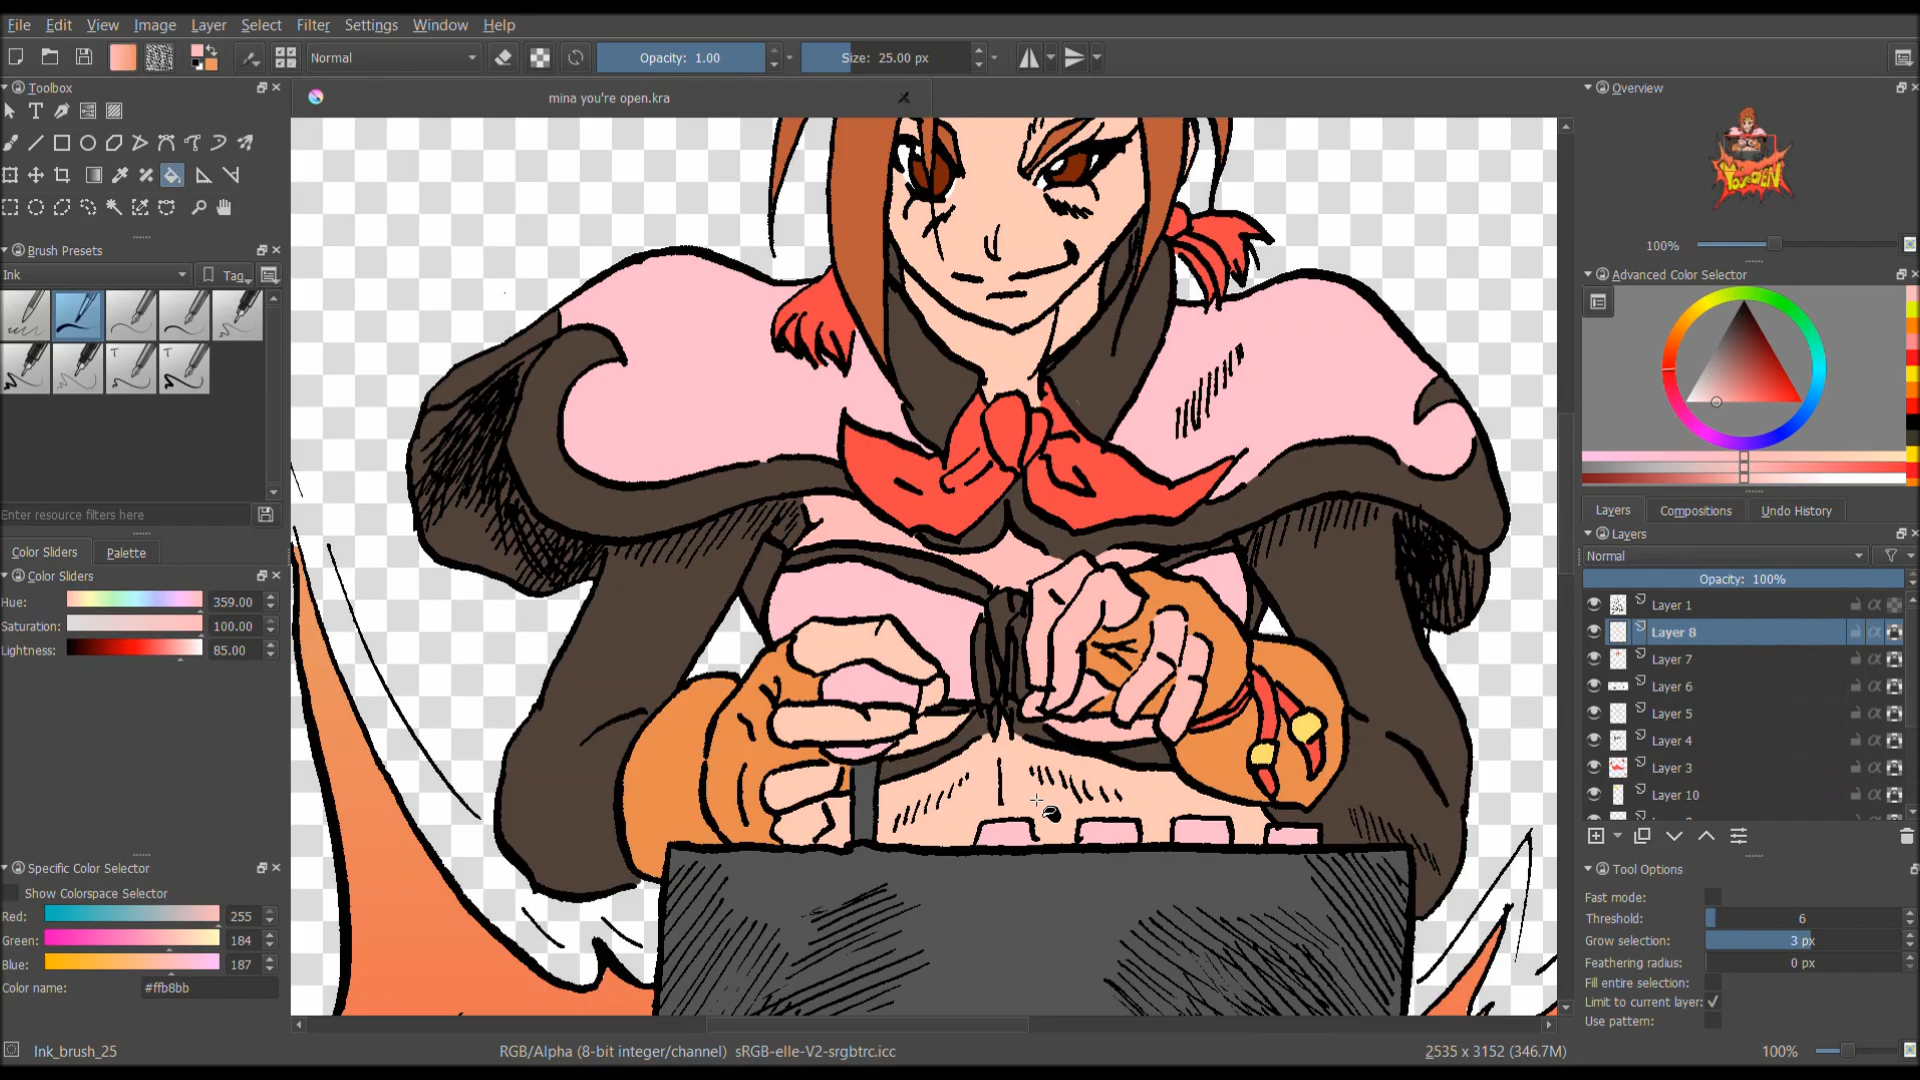 File Edit View Image Layer Select Filter Settings Window Help
Normal Opacity: 1.00 Size: 25.00 px
Toolbox
mina you're open.kra
Overview
You're OPEN
100%
Brush Presets
Ink Tag
Enter resource filters here
Color Sliders Palette
Color Sliders
Hue: 359.00
Saturation: 100.00
Lightness: 85.00
Specific Color Selector
Show Colorspace Selector
Red: 255
Green: 184
Blue: 187
Color name: #ffb8bb
Advanced Color Selector
Layers Compositions Undo History
Layers
Normal
Opacity: 100%
Layer 1
Layer 8
Layer 7
Layer 6
Layer 5
Layer 4
Layer 3
Layer 10
Tool Options
Fast mode:
Threshold: 6
Grow selection: 3 px
Feathering radius: 0 px
Fill entire selection:
Limit to current layer:
Use pattern:
Ink_brush_25
RGB/Alpha (8-bit integer/channel) sRGB-elle-V2-srgbtrc.icc
2535 x 3152 (346.7M)
100%